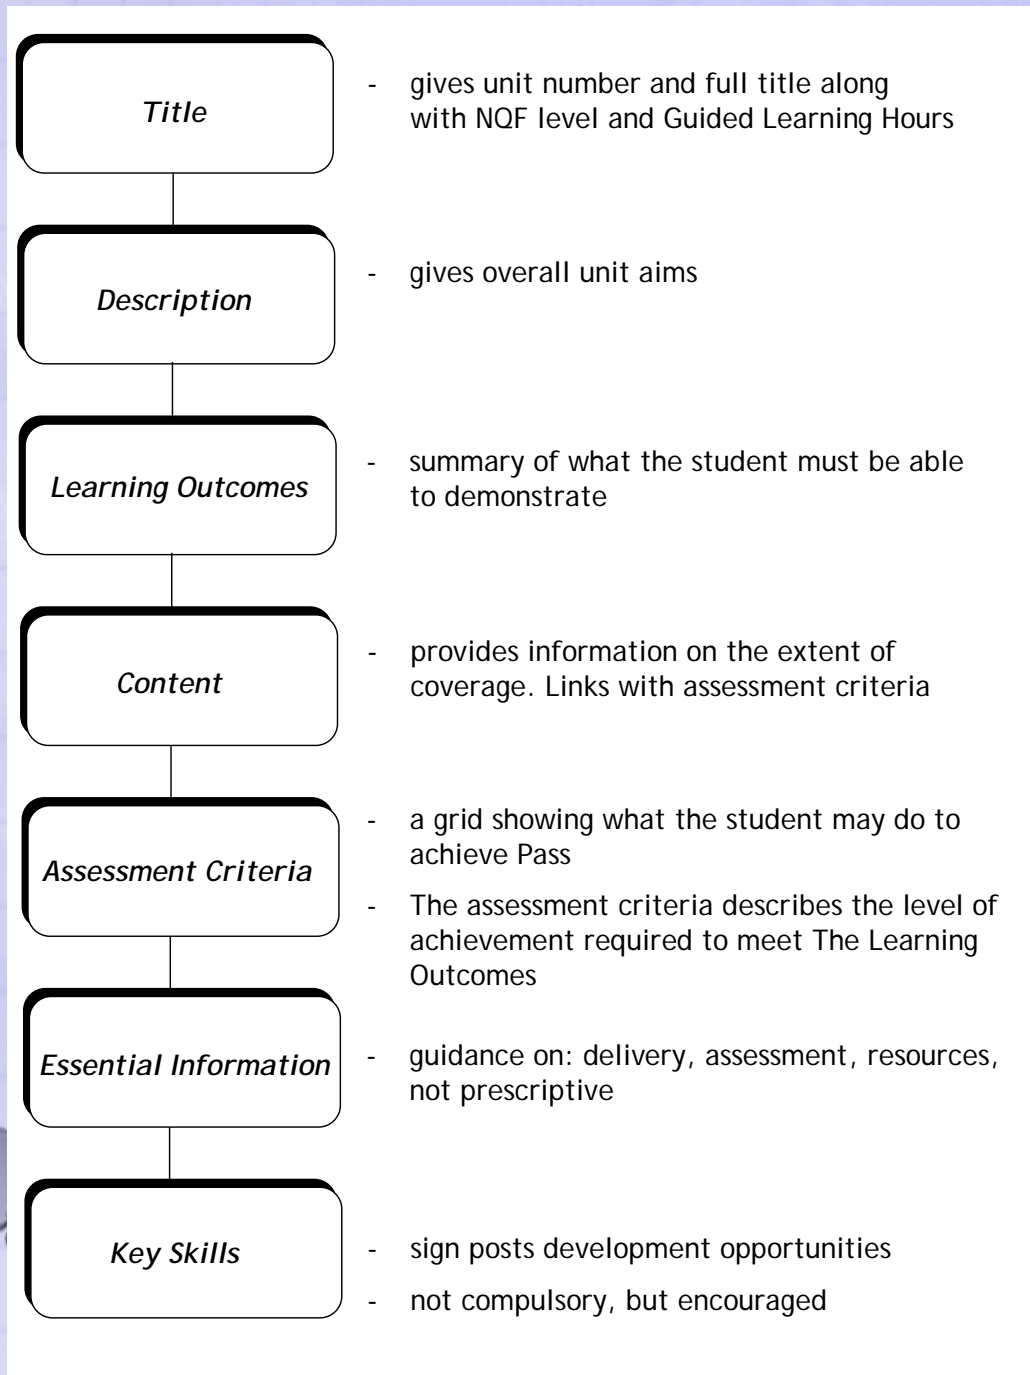 Title
- gives unit number and full title along
with NQF level and Guided Learning Hours
Description
- gives overall unit aims
Learning Outcomes
- summary of what the student must be able
to demonstrate
Content
- provides information on the extent of
coverage. Links with assessment criteria
Assessment Criteria
- a grid showing what the student may do to
achieve Pass
- The assessment criteria describes the level of
achievement required to meet The Learning
Outcomes
Essential Information
- guidance on: delivery, assessment, resources,
not prescriptive
Key Skills
- sign posts development opportunities
- not compulsory, but encouraged